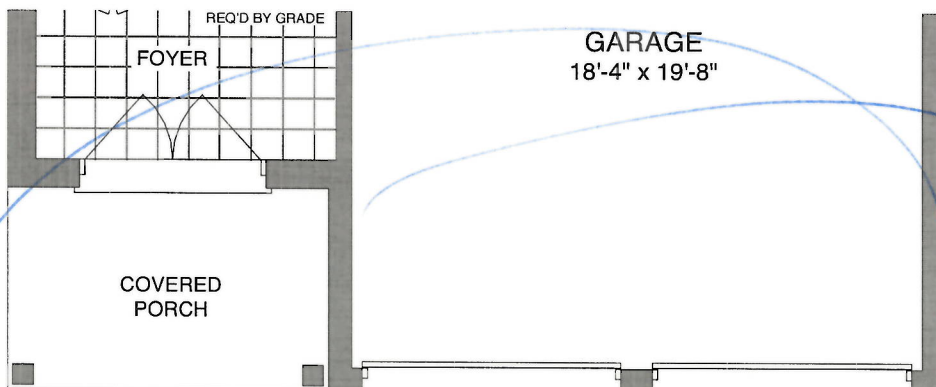 REQ'D BY GRADE
FOYER
GARAGE
18'-4" x 19'-8"
COVERED
PORCH